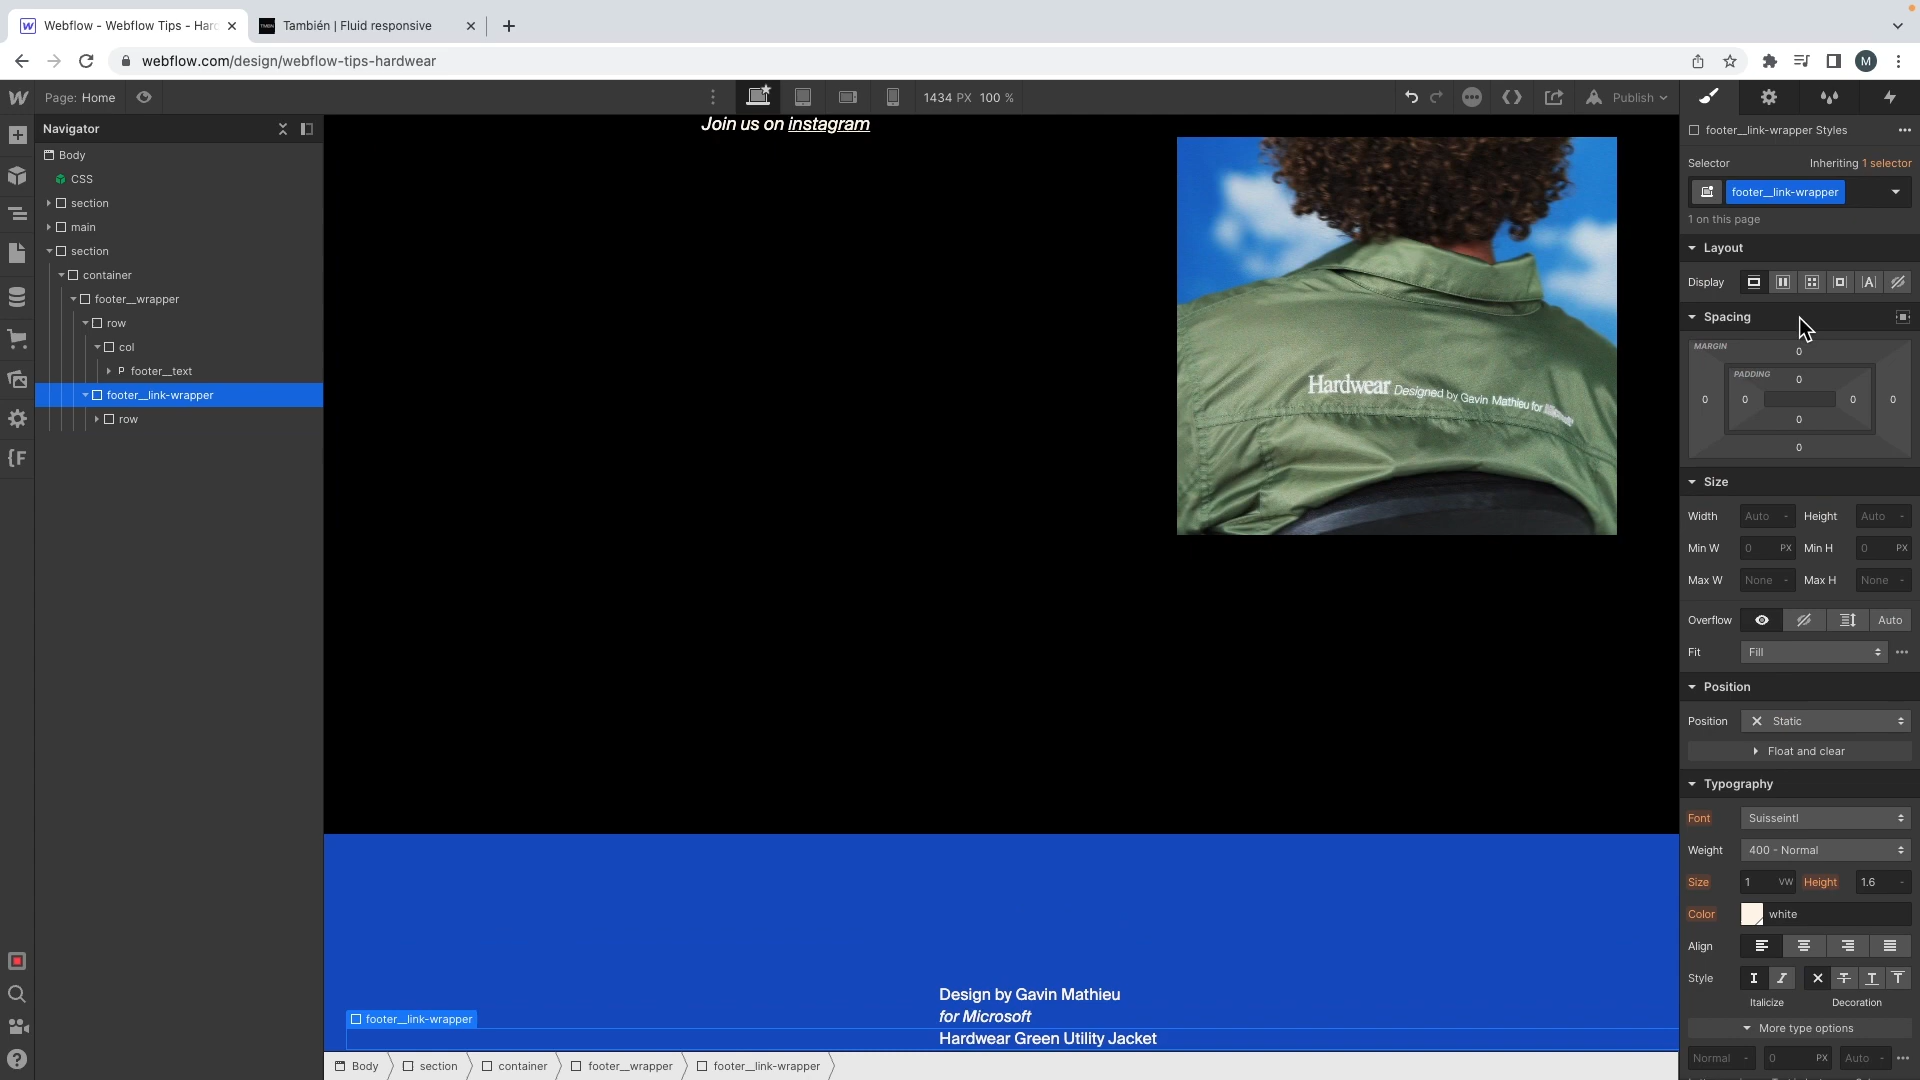 Webflow - Webflow Tips - Hard
También | Fluid responsive
webflow.com/design/webflow-tips-hardwear
Page: Home
1434 PX 100 %
Publish
Navigator
Body
CSS
section
main
section
container
footer__wrapper
row
col
P footer__text
footer__link-wrapper
row
Join us on instagram
Hardwear Designed by Gavin Mathieu for
Design by Gavin Mathieu
for Microsoft
Hardwear Green Utility Jacket
footer__link-wrapper
Body
section
container
footer__wrapper
footer__link-wrapper
M
footer__link-wrapper Styles
Selector
Inheriting 1 selector
footer__link-wrapper
1 on this page
Layout
Display
Spacing
MARGIN
0
PADDING
0
0 0 0 0
0
0
Size
Width Auto - Height Auto -
Min W 0 PX Min H 0 PX
Max W None - Max H None -
Overflow Auto
Fit Fill
Position
Position Static
Float and clear
Typography
Font SuisseintI
Weight 400 - Normal
Size 1 VW Height 1.6 -
Color white
Align
Style
Italicize Decoration
More type options
Normal - 0 PX Auto -